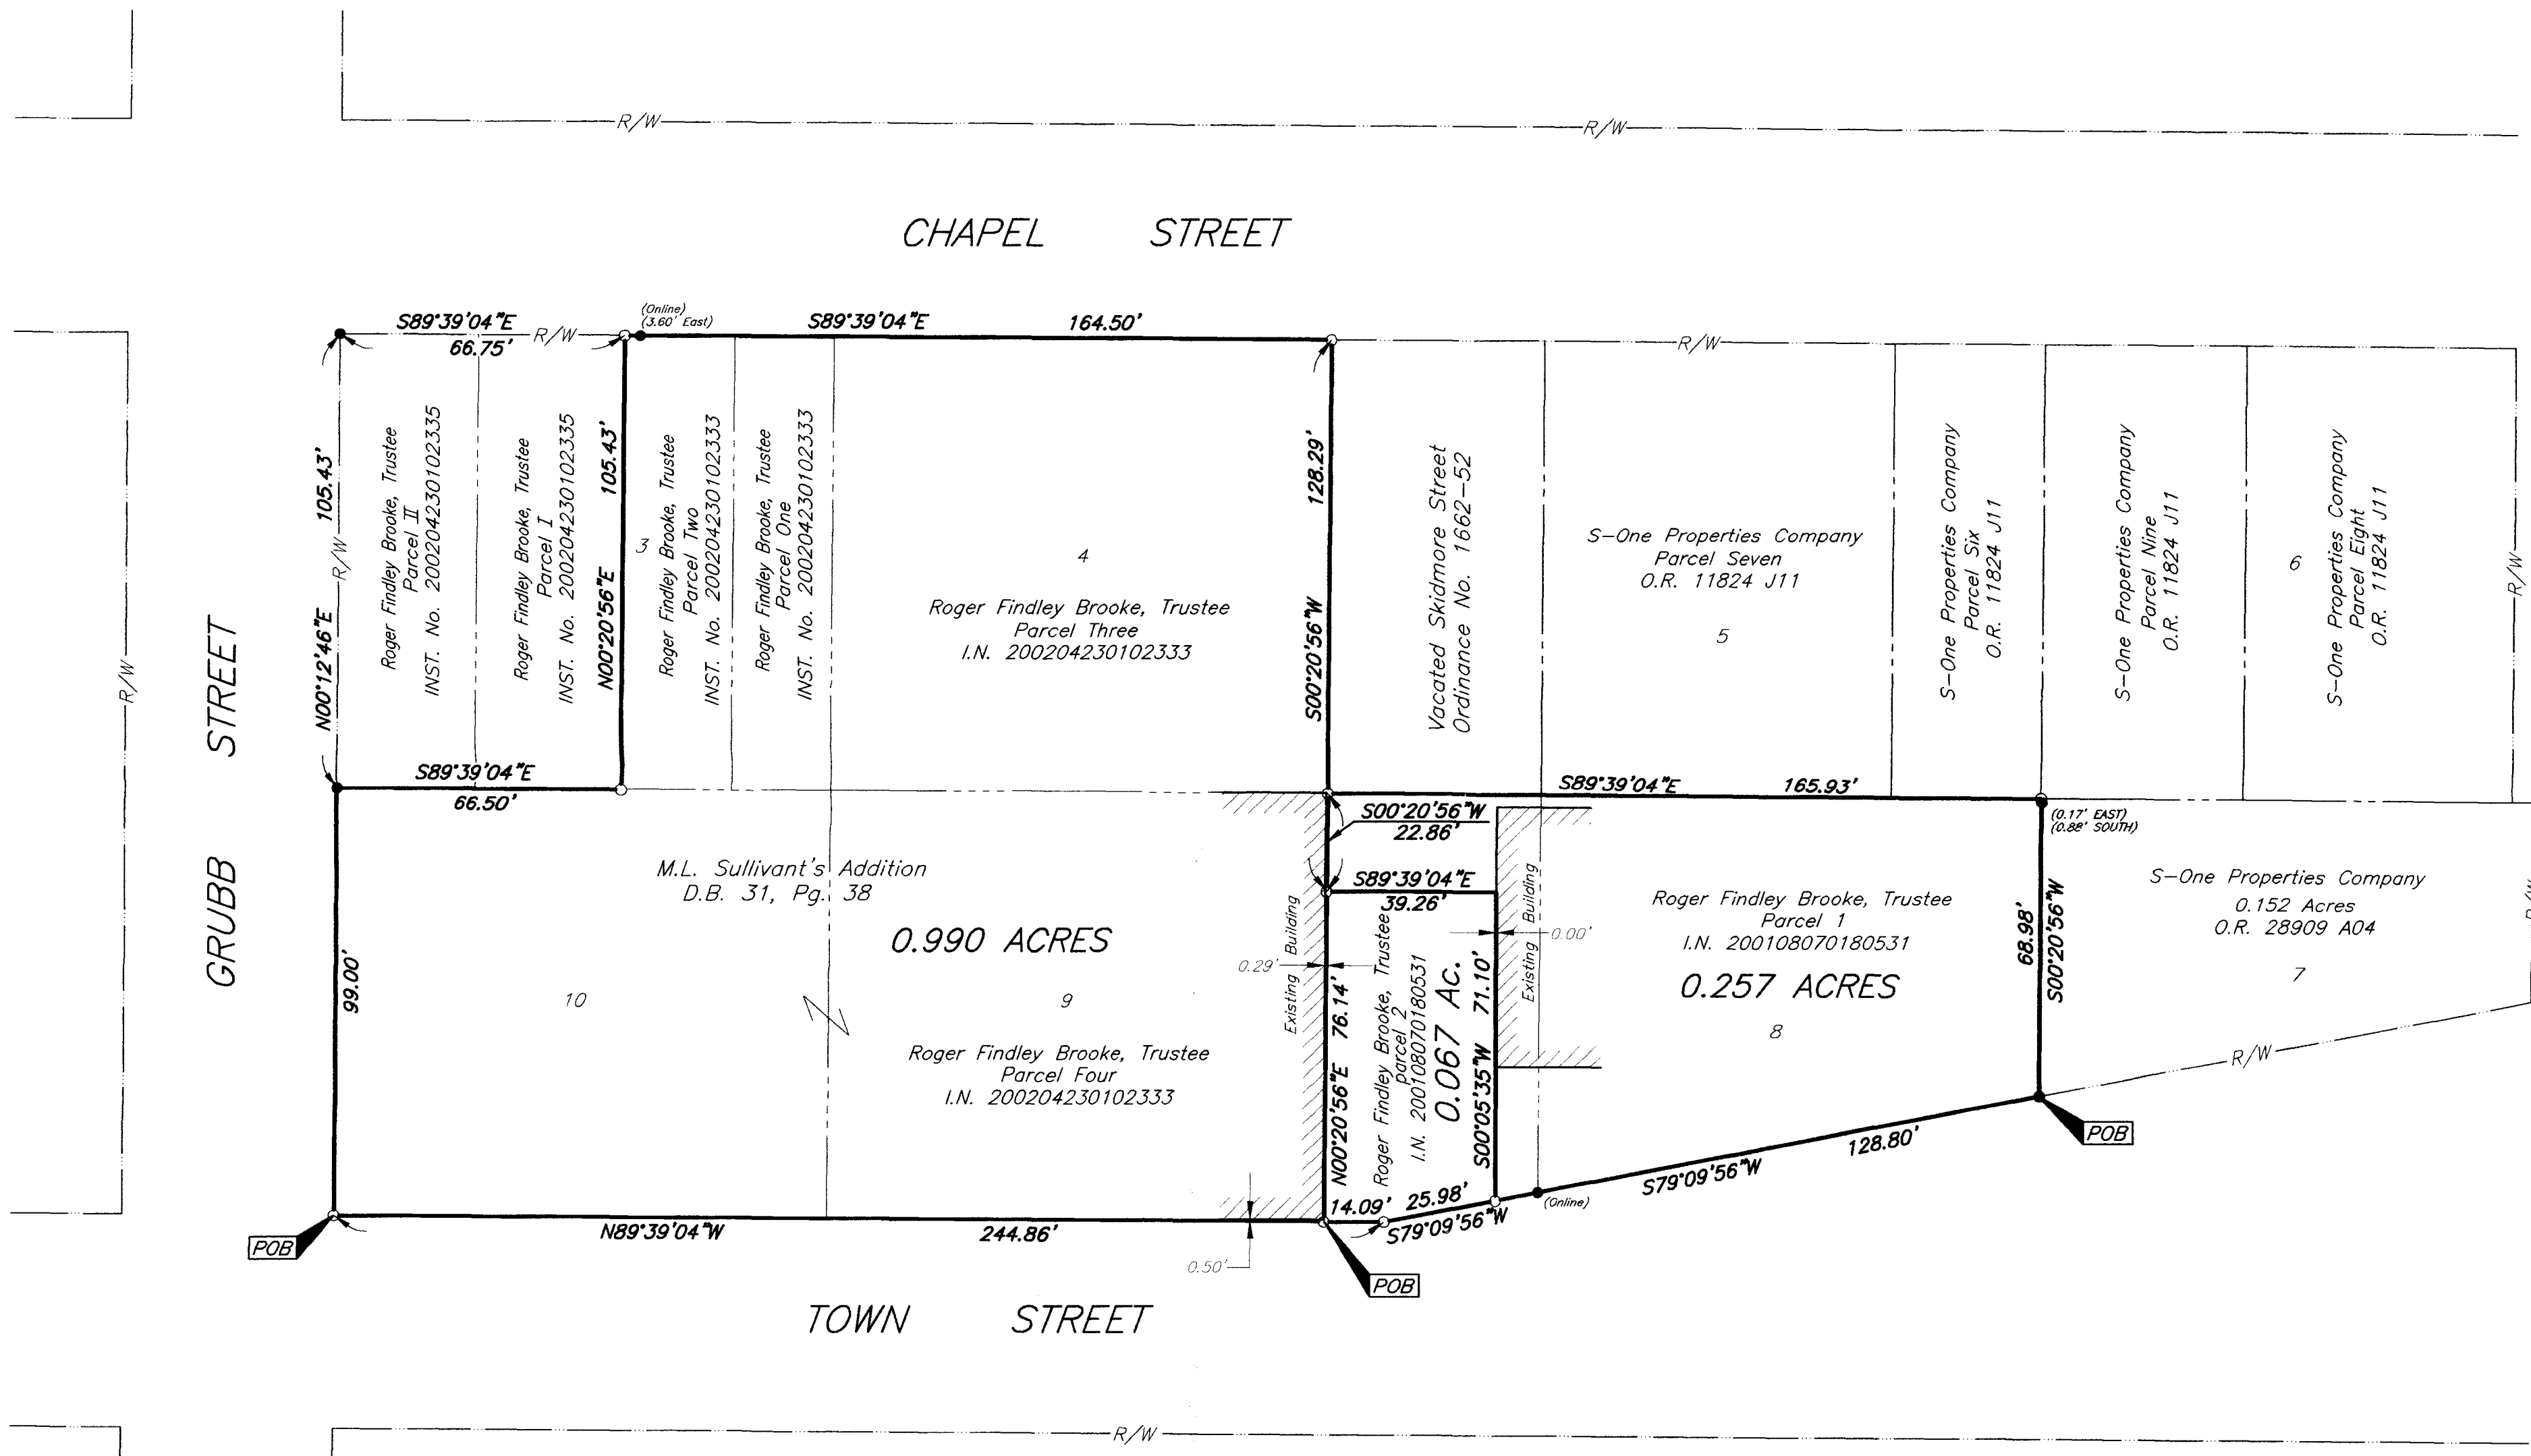 R/W
R/W
CHAPEL STREET
(Online)
(3.60' East)
S89°39'04"E
R/W
66.75'
S89°39'04"E 164.50'
R/W
N00°12'46"E 105.43'
R/W
Roger Findley Brooke, Trustee
Parcel II
INST. No. 200204230102335
Roger Findley Brooke, Trustee
Parcel I
INST. No. 200204230102335
N00°20'56"E 105.43'
3
Roger Findley Brooke, Trustee
Parcel Two
INST. No. 200204230102333
Roger Findley Brooke, Trustee
Parcel One
INST. No. 200204230102333
4
Roger Findley Brooke, Trustee
Parcel Three
I.N. 200204230102333
S00°20'56"W 128.29'
Vacated Skidmore Street
Ordinance No. 1662-52
S-One Properties Company
Parcel Seven
O.R. 11824 J11
5
S-One Properties Company
Parcel Six
O.R. 11824 J11
S-One Properties Company
Parcel Nine
O.R. 11824 J11
6
S-One Properties Company
Parcel Eight
O.R. 11824 J11
R/W
R/W
GRUBB STREET
S89°39'04"E
66.50'
S89°39'04"E 165.93'
S00°20'56"W
22.86'
(0.17' EAST)
(0.88' SOUTH)
M.L. Sullivant's Addition
D.B. 31, Pg. 38
0.990 ACRES
99.00'
10
9
Roger Findley Brooke, Trustee
Parcel Four
I.N. 200204230102333
Existing Building
0.29'
S89°39'04"E
39.26'
N00°20'56"E 76.14'
Roger Findley Brooke, Trustee
parcel 2
I.N. 200108070180531
0.067 Ac.
S00°05'35"W 71.10'
Existing Building
0.00'
Roger Findley Brooke, Trustee
Parcel 1
I.N. 200108070180531
0.257 ACRES
8
68.98'
S00°20'56"W
S-One Properties Company
0.152 Acres
O.R. 28909 A04
7
R/W
R/W
POB
128.80'
S79°09'56"W
(Online)
14.09'
25.98'
S79°09'56"W
N89°39'04"W 244.86'
POB
0.50'
POB
TOWN STREET
R/W